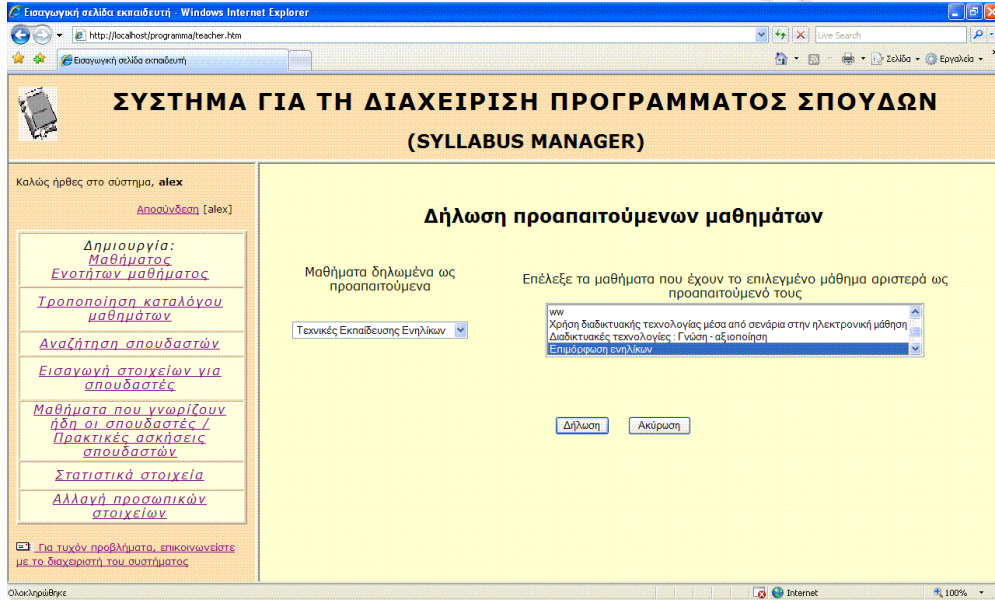 Εισαγωγική σελίδα εκπαιδευτή - Windows Internet Explorer
http://localhost/programma/teacher.htm
Live Search
Εισαγωγική σελίδα εκπαιδευτή
Σελίδα
Εργαλεία
ΣΥΣΤΗΜΑ ΓΙΑ ΤΗ ΔΙΑΧΕΙΡΙΣΗ ΠΡΟΓΡΑΜΜΑΤΟΣ ΣΠΟΥΔΩΝ
(SYLLABUS MANAGER)
Καλώς ήρθες στο σύστημα, alex
Αποσύνδεση [alex]
Δημιουργία:
Μαθήματος
Ενοτήτων μαθήματος
Τροποποίηση καταλόγου
μαθημάτων
Αναζήτηση σπουδαστών
Εισαγωγή στοιχείων για
σπουδαστές
Μαθήματα που γνωρίζουν
ήδη οι σπουδαστές /
Πρακτικές ασκήσεις
σπουδαστών
Στατιστικά στοιχεία
Αλλαγή προσωπικών
στοιχείων
Για τυχόν προβλήματα, επικοινωνείστε
με το διαχειριστή του συστήματος
Δήλωση προαπαιτούμενων μαθημάτων
Μαθήματα δηλωμένα ως
προαπαιτούμενα
Τεχνικές Εκπαίδευσης Ενηλίκων
Επέλεξε τα μαθήματα που έχουν το επιλεγμένο μάθημα αριστερά ως
προαπαιτούμενό τους
ww
Χρήση διαδικτυακής τεχνολογίας μέσα από σενάρια στην ηλεκτρονική μάθηση
Διαδικτυακές τεχνολογίες : Γνώση - αξιοποίηση
Επιμόρφωση ενηλίκων
Δήλωση
Ακύρωση
Ολοκληρώθηκε
Internet
100%